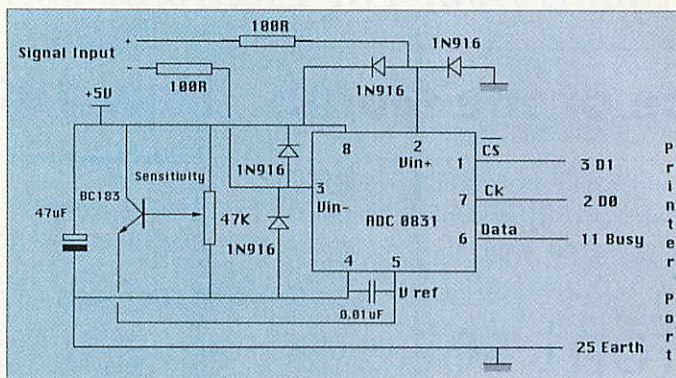 100R
Signal Input
+
-
1N916
100R
1N916
+5V
8
2
Vin+
1
CS
3 D1
1N916
BC183
Sensitivity
3
Vin-
7
Ck
2 D0
47uF
47K
ADC 0831
6
Data
11 Busy
1N916
4
5
V ref
0.01uF
25 Earth
Printer Port